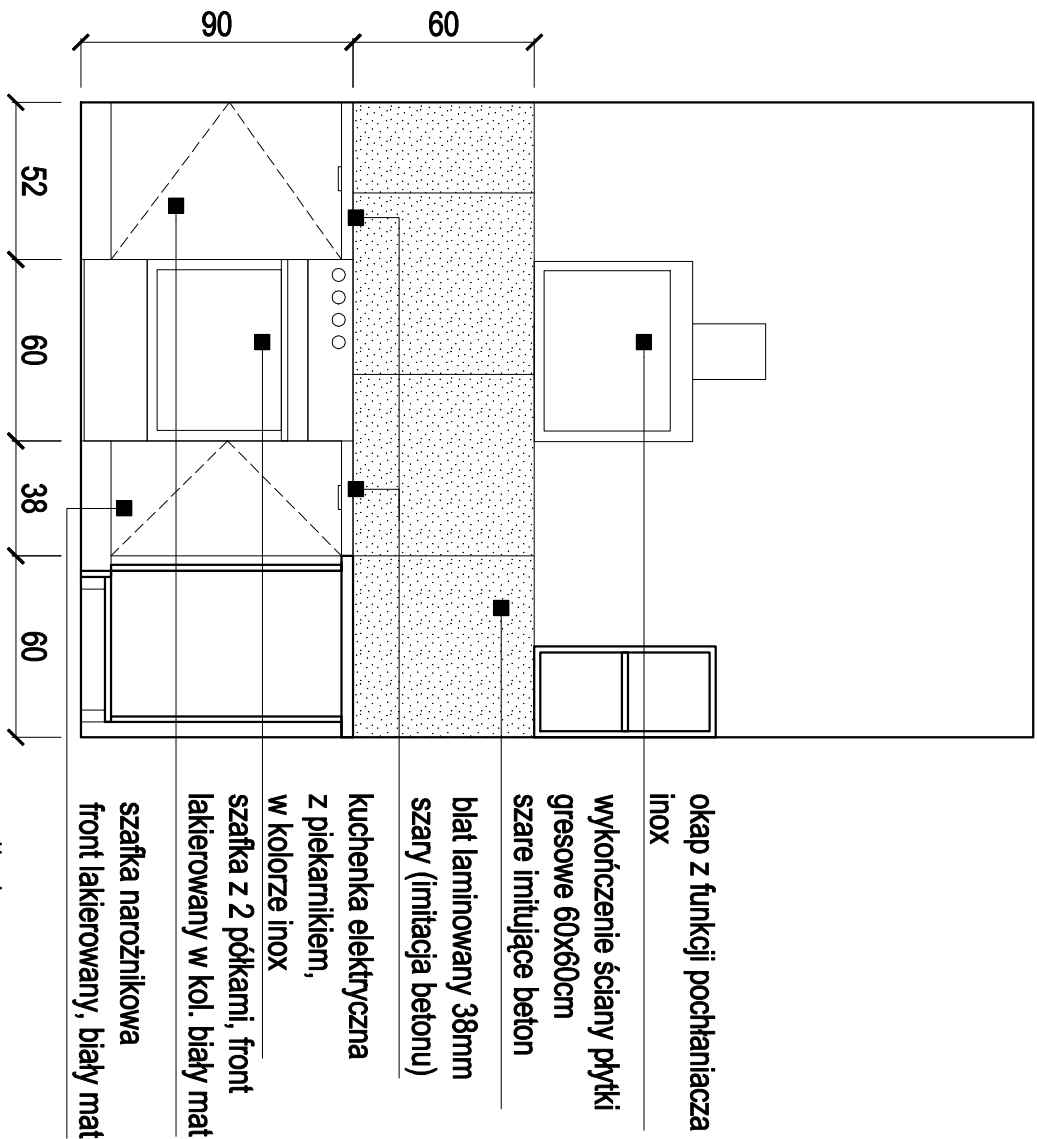 okap z funkcji pochłaniacza
inox
wykończenie ściany płytki
gresowe 60x60cm
szare imitujące beton
blat laminowany 38mm
szary (imitacja betonu)
kuchenka elektryczna
z piekarnikiem,
w kolorze inox
szafka z 2 półkami, front
lakierowany w kol. biały mat
szafka narożnikowa
front lakierowany, biały mat
60
90
52
60
38
60